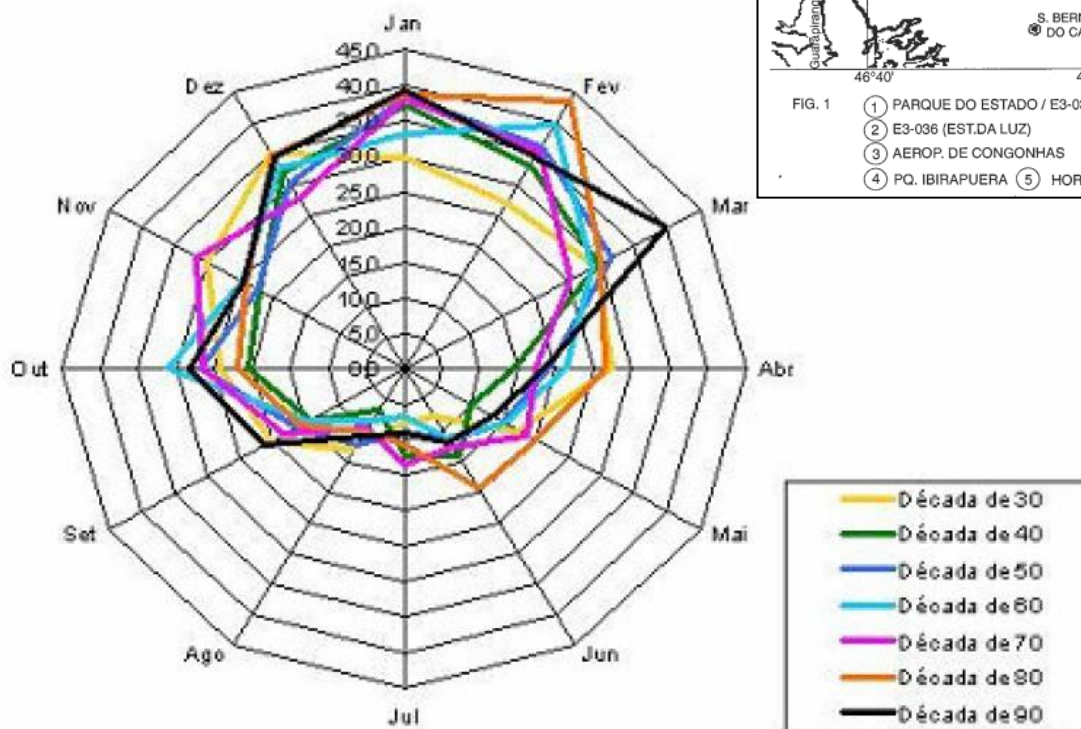 Jan
Fev
Mar
Abr
Mai
Jun
Jul
Ago
Set
Out
Nov
Dez
45,0
40,0
30,0
25,0
20,0
15,0
10,0
5,0
0,0
Década de 30
Década de 40
Década de 50
Década de 60
Década de 70
Década de 80
Década de 90
Guarapirang
S. BERN
DO CA
46°40'
4
FIG. 1
1 PARQUE DO ESTADO / E3-03
2 E3-036 (EST.DA LUZ)
3 AEROP. DE CONGONHAS
4 PQ. IBIRAPUERA 5 HOR